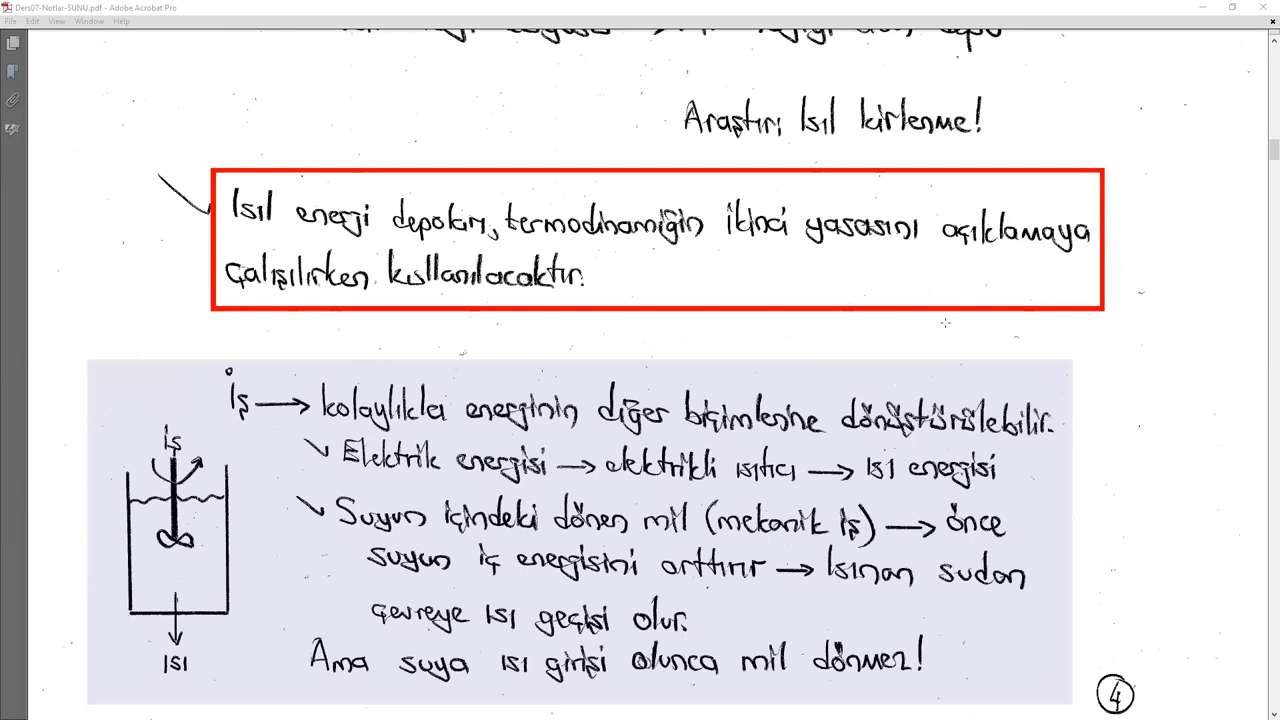 Ders07-Notlar-SUNU.pdf - Adobe Acrobat Pro
File Edit View Window Help
Araştır, Isıl kirlenme!
Isıl enerji depoları, termodinamiğin ikinci yasasını açıklamaya
çalışılırken kullanılacaktır.
İş → kolaylıkla enerjinin diğer biçimlerine dönüştürülebilir.
Elektrik enerjisi → elektrikli ısıtıcı → ısı enerjisi
Suyun içindeki dönen mil (mekanik iş) → önce
suyun iç enerjisini arttırır → Isınan sudan
çevreye ısı geçişi olur.
Ama suya ısı girişi olunca mil dönmez!
İş
ISI
4